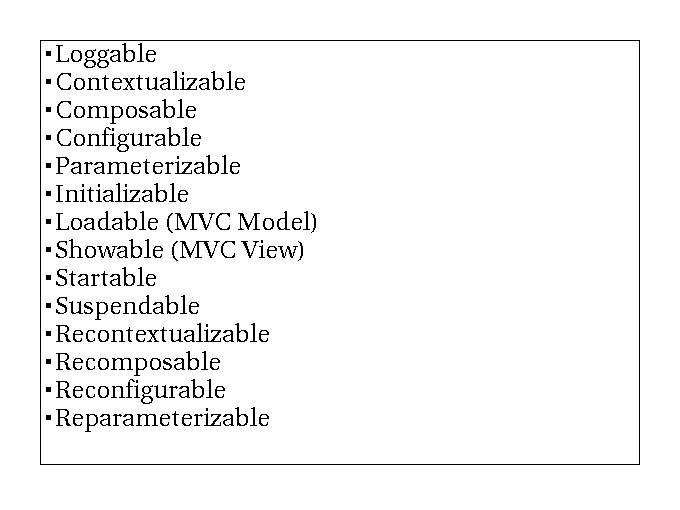 ▪Loggable
▪Contextualizable
▪Composable
▪Configurable
▪Parameterizable
▪Initializable
▪Loadable (MVC Model)
▪Showable (MVC View)
▪Startable
▪Suspendable
▪Recontextualizable
▪Recomposable
▪Reconfigurable
▪Reparameterizable